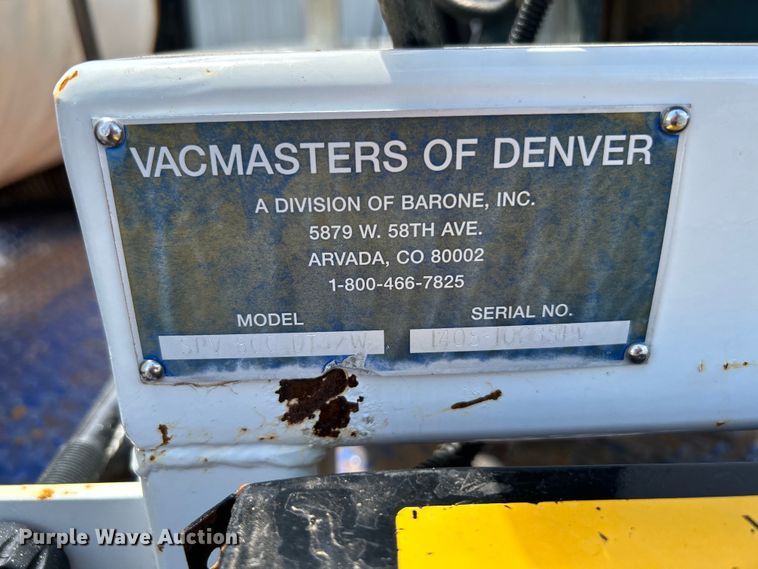 VACMASTERS OF DENVER
A DIVISION OF BARONE, INC.
5879 W. 58TH AVE.
ARVADA, CO 80002
1-800-466-7825
MODEL
SERIAL NO.
SPV
Purple Wave Auction